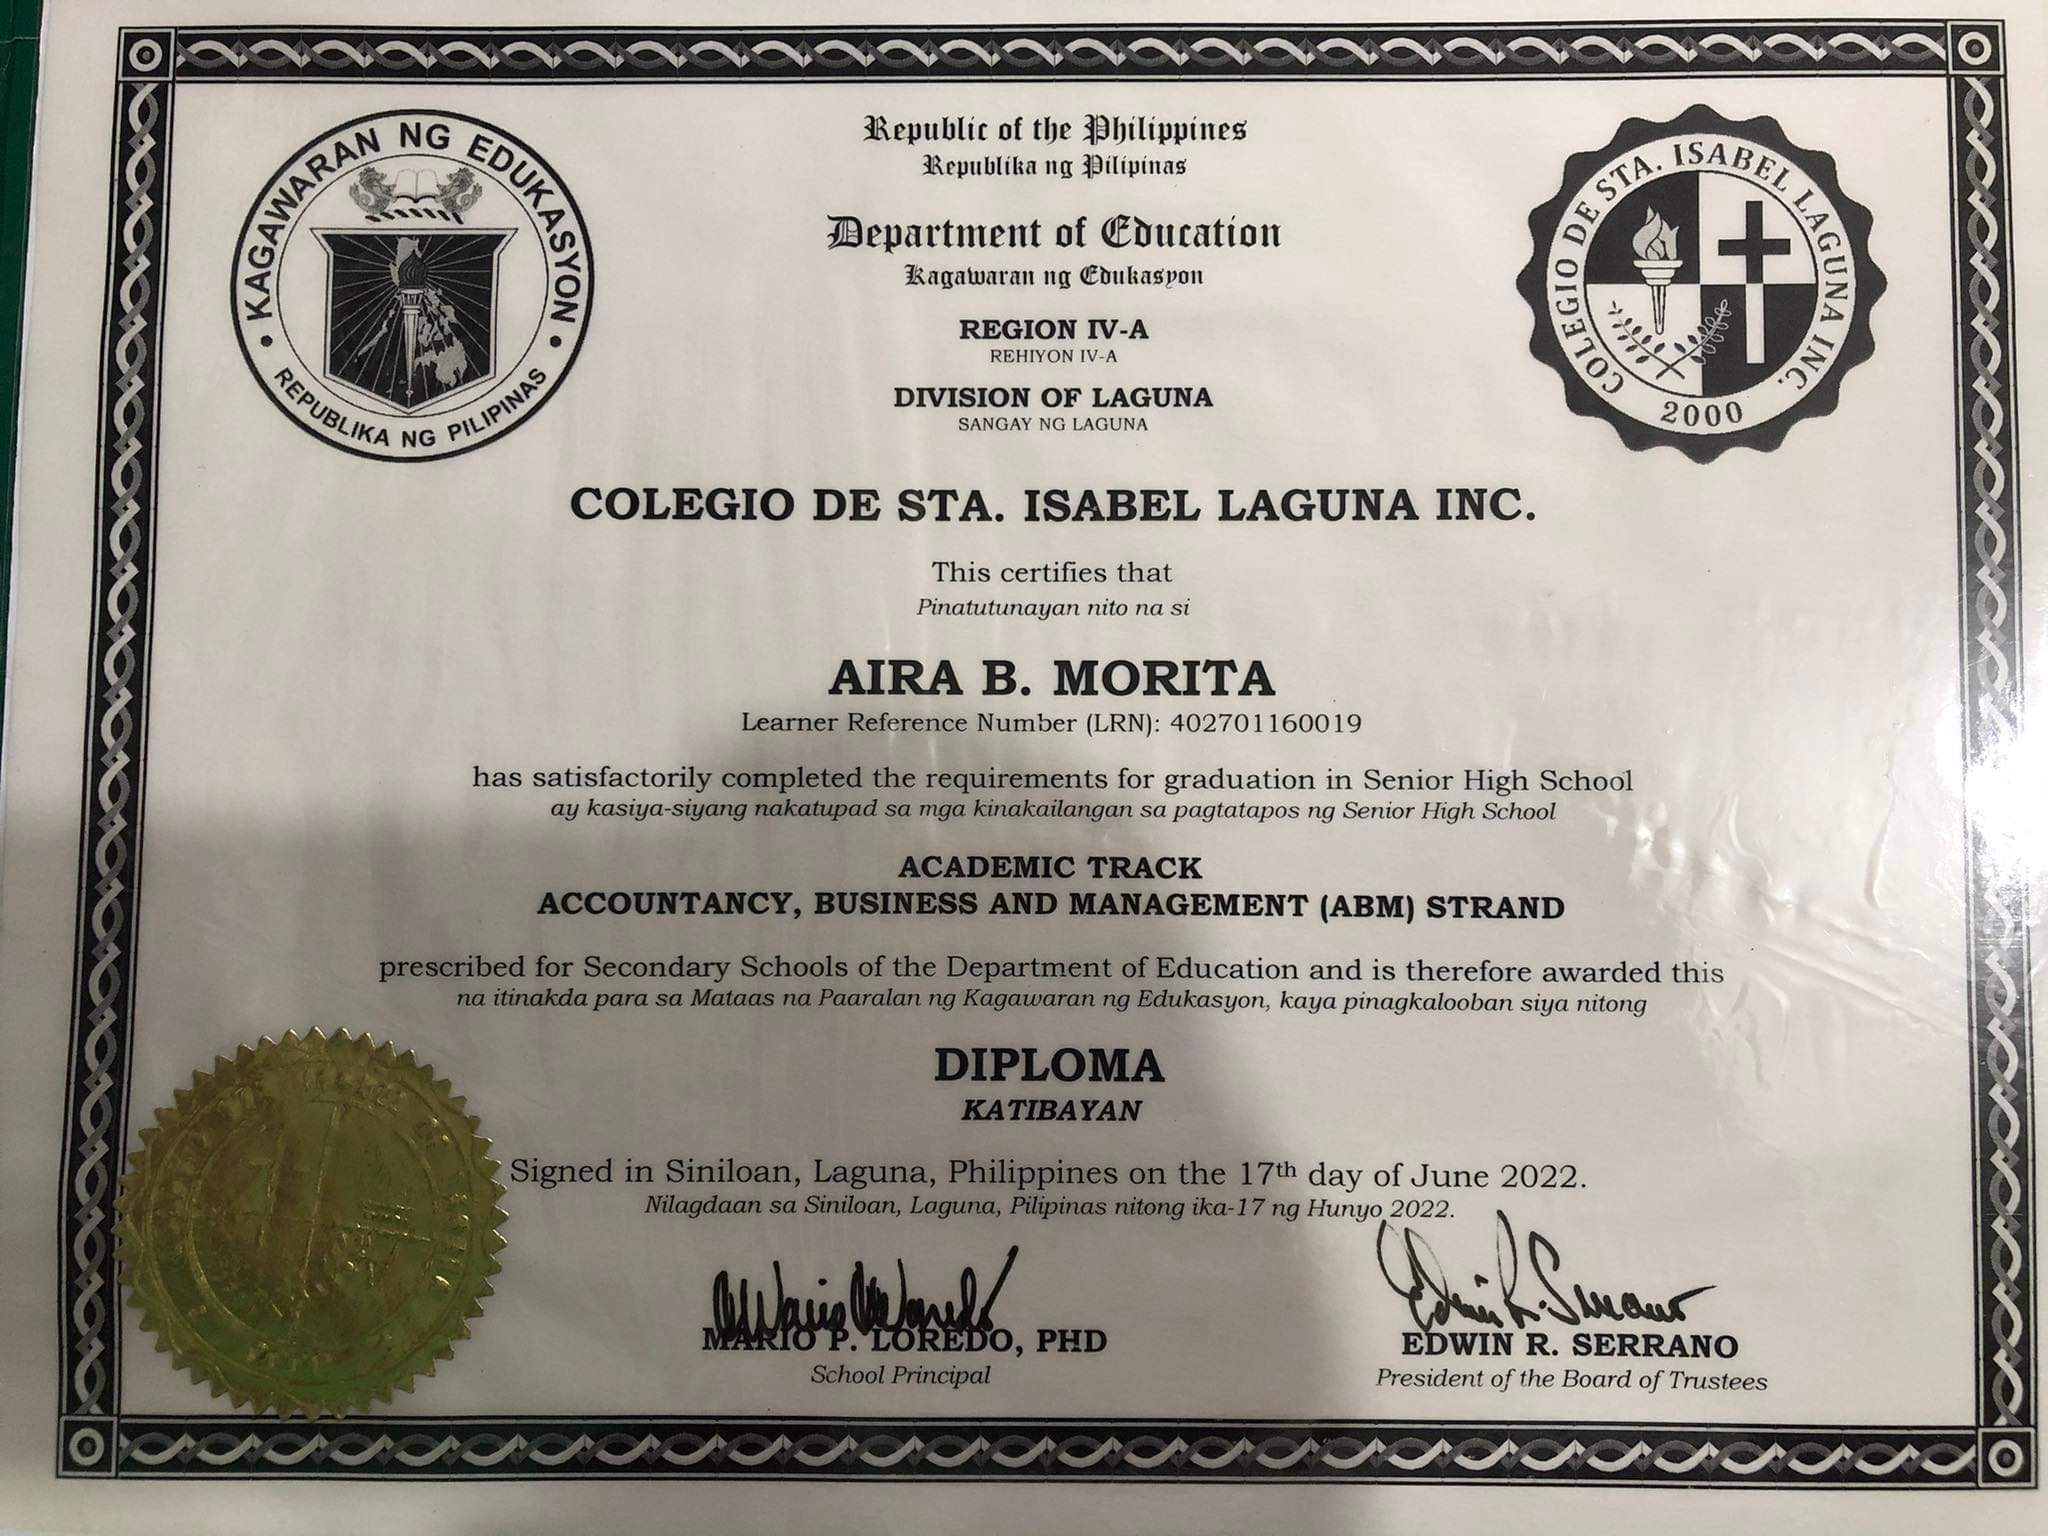 KAGAWARAN NG EDUKASYON
REPUBLIKA NG PILIPINAS
Republic of the Philippines
Republika ng Pilipinas
Department of Education
Kagawaran ng Edukasyon
REGION IV-A
REHIYON IV-A
DIVISION OF LAGUNA
SANGAY NG LAGUNA
COLEGIO DE STA. ISABEL LAGUNA INC.
2000
COLEGIO DE STA. ISABEL LAGUNA INC.
This certifies that
Pinatutunayan nito na si
AIRA B. MORITA
Learner Reference Number (LRN): 402701160019
has satisfactorily completed the requirements for graduation in Senior High School
ay kasiya-siyang nakatupad sa mga kinakailangan sa pagtatapos ng Senior High School
ACADEMIC TRACK
ACCOUNTANCY, BUSINESS AND MANAGEMENT (ABM) STRAND
prescribed for Secondary Schools of the Department of Education and is therefore awarded this
na itinakda para sa Mataas na Paaralan ng Kagawaran ng Edukasyon, kaya pinagkalooban siya nitong
DIPLOMA
KATIBAYAN
Signed in Siniloan, Laguna, Philippines on the 17th day of June 2022.
Nilagdaan sa Siniloan, Laguna, Pilipinas nitong ika-17 ng Hunyo 2022.
Edwin R. Serrano
MARIO P. LOREDO, PHD
School Principal
EDWIN R. SERRANO
President of the Board of Trustees